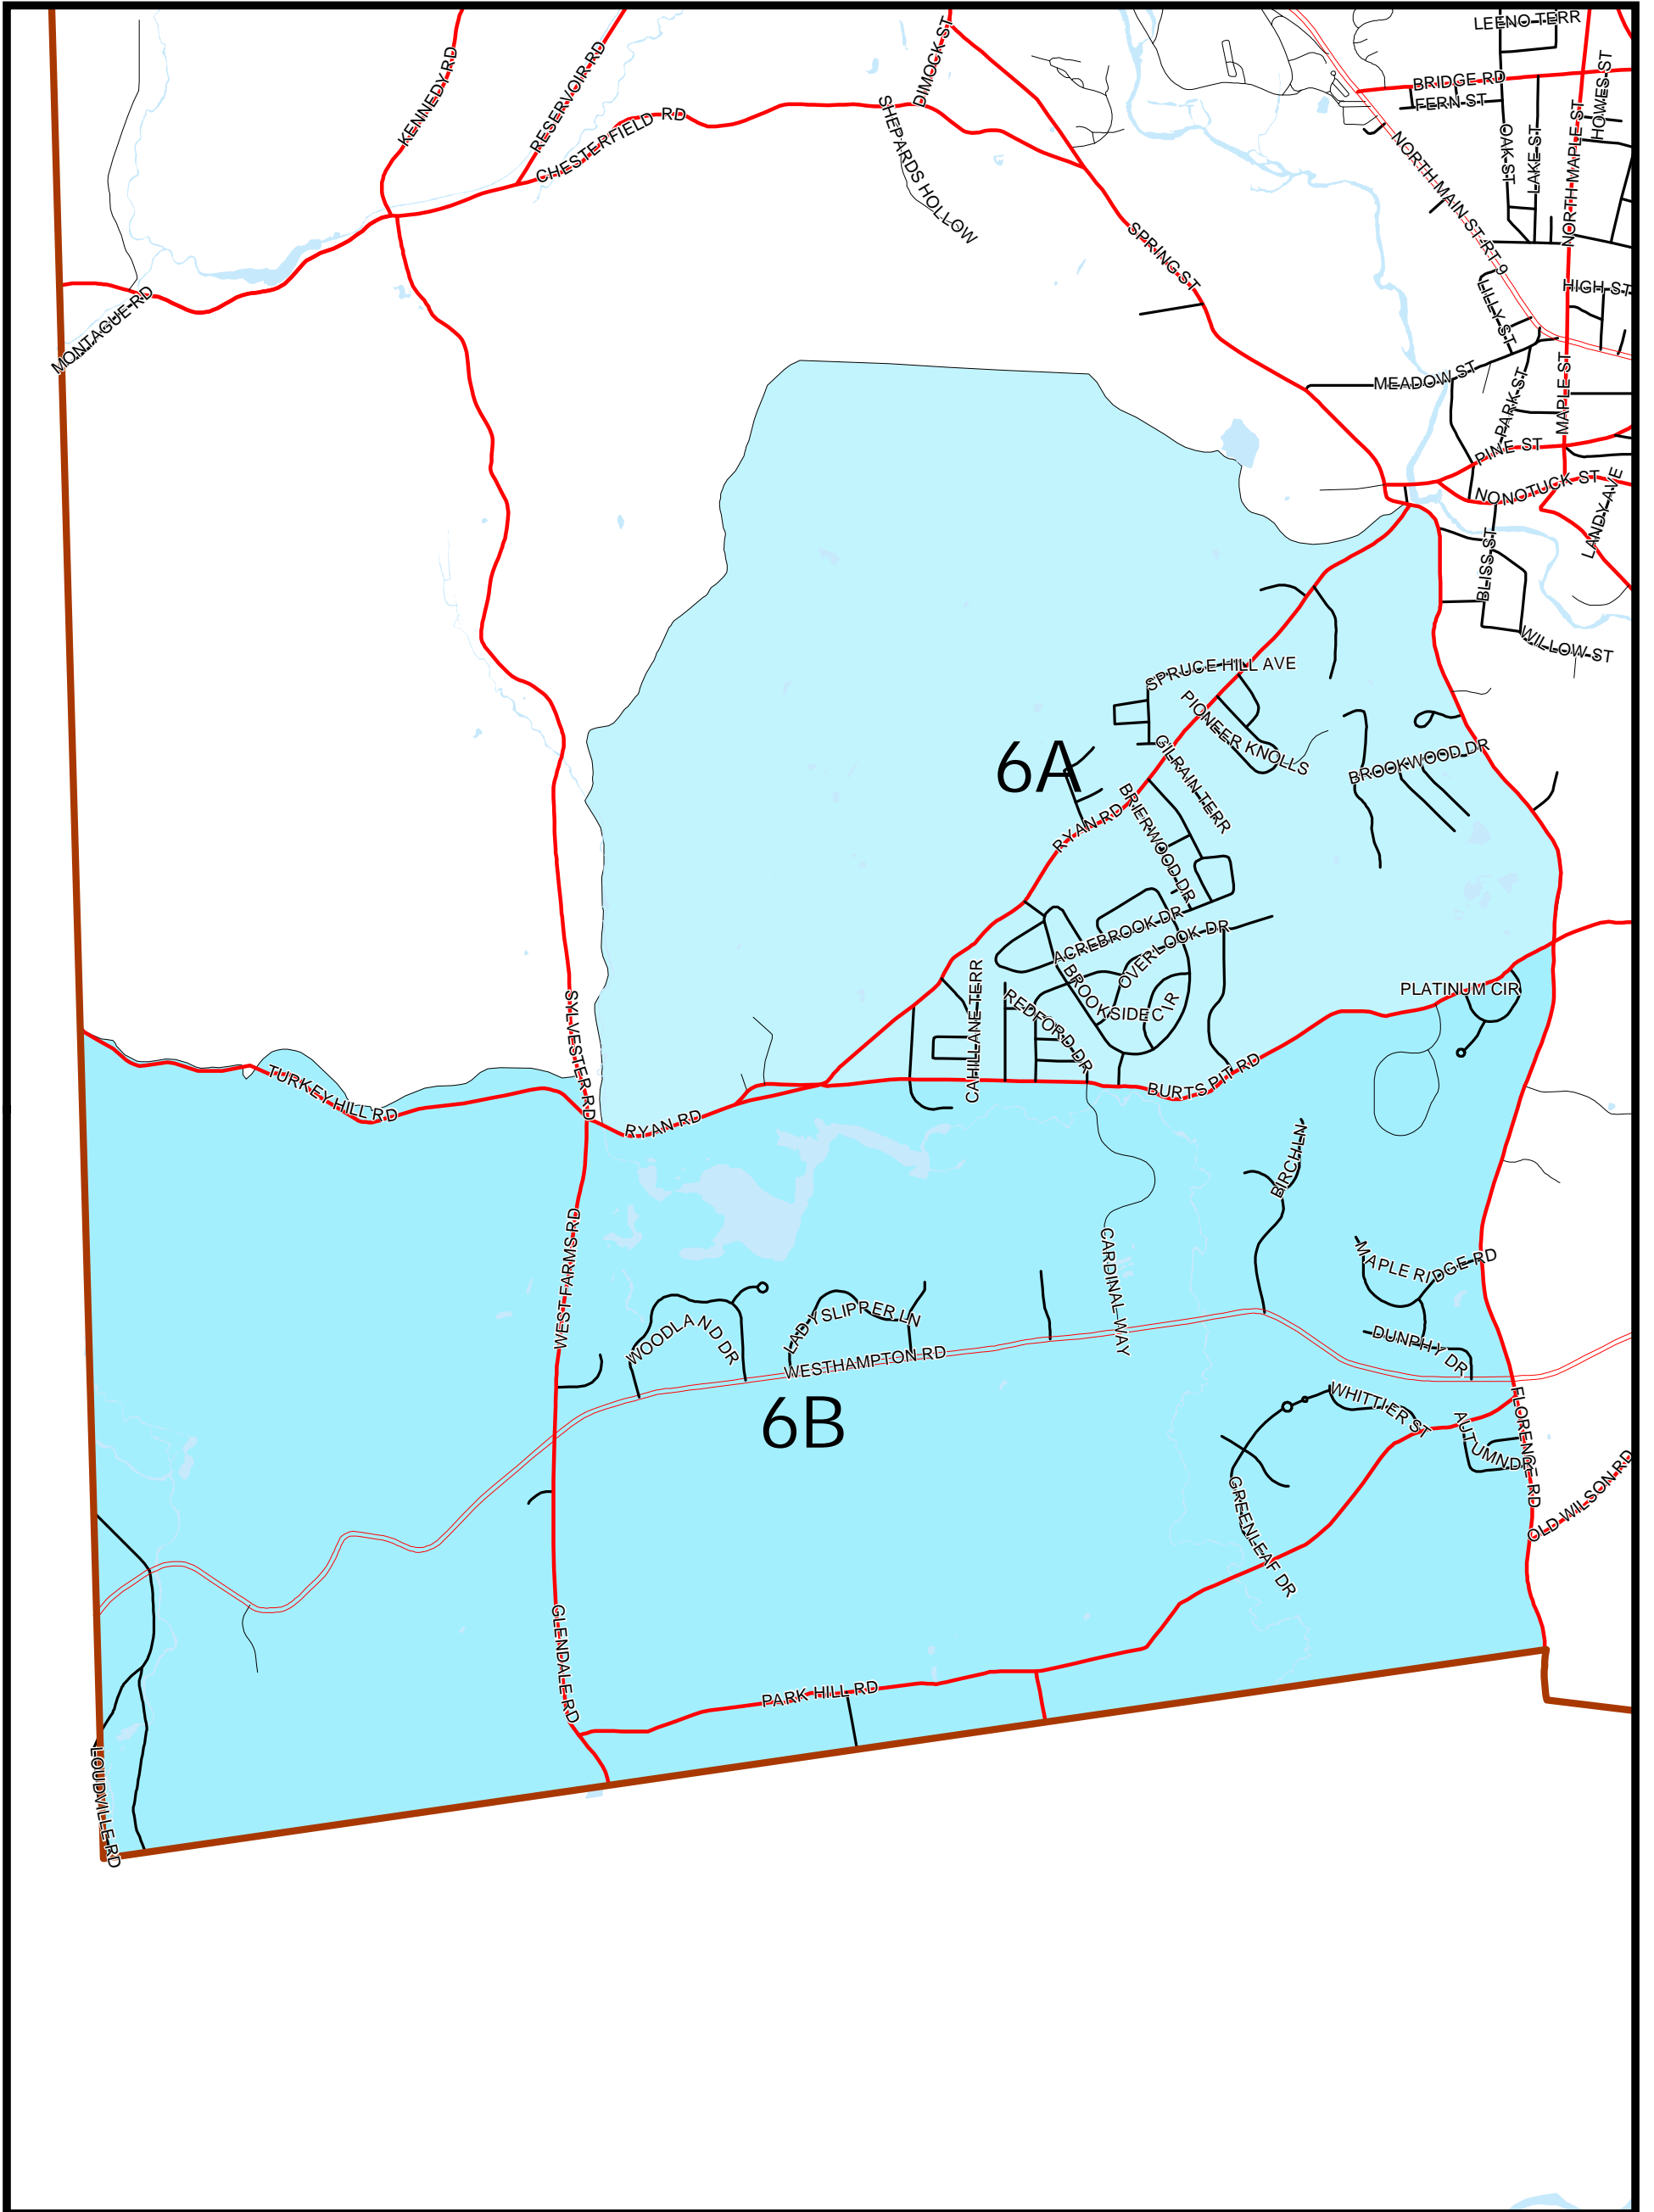 LEENO TERR
KENNEDY RD
RESERVOIR RD
DIMOCK ST
BRIDGE RD
HOWES ST
FERN ST
CHESTERFIELD RD
SHEPARDS HOLLOW
NORTH MAIN ST-RT 9
OAK ST
LAKE ST
NORTH MAPLE ST
SPRING ST
MONTAGUE RD
LILLY ST
HIGH ST
MEADOW ST
PARK ST
MAPLE ST
PINE ST
NONOTUCK ST
LANDY AVE
BLISS ST
WILLOW ST
SPRUCE HILL AVE
PIONEER KNOLLS
6A
GILRAIN TERR
BROOKWOOD DR
BRIERWOOD DR
RYAN RD
ACREBROOK DR
OVERLOOK DR
BROOKSIDE CIR
REDFORD DR
CAHILLANE TERR
PLATINUM CIR
SYLVESTER RD
TURKEY HILL RD
RYAN RD
BURTS PIT RD
BIRCH LN
WEST FARMS RD
CARDINAL WAY
MAPLE RIDGE RD
WOODLAND DR
LADYSLIPPER LN
WESTHAMPTON RD
DUNPHY DR
6B
WHITTIER ST
AUTUMN DR
FLORENCE RD
OLD WILSON RD
GREENLEAF DR
GLENDALE RD
PARK HILL RD
LOUDVILLE RD